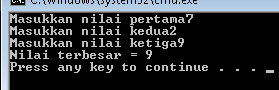 C:\Windows\system32\cmd.exe
Masukkan nilai pertama7
Masukkan nilai kedua2
Masukkan nilai ketiga9
Nilai terbesar = 9
Press any key to continue . . .